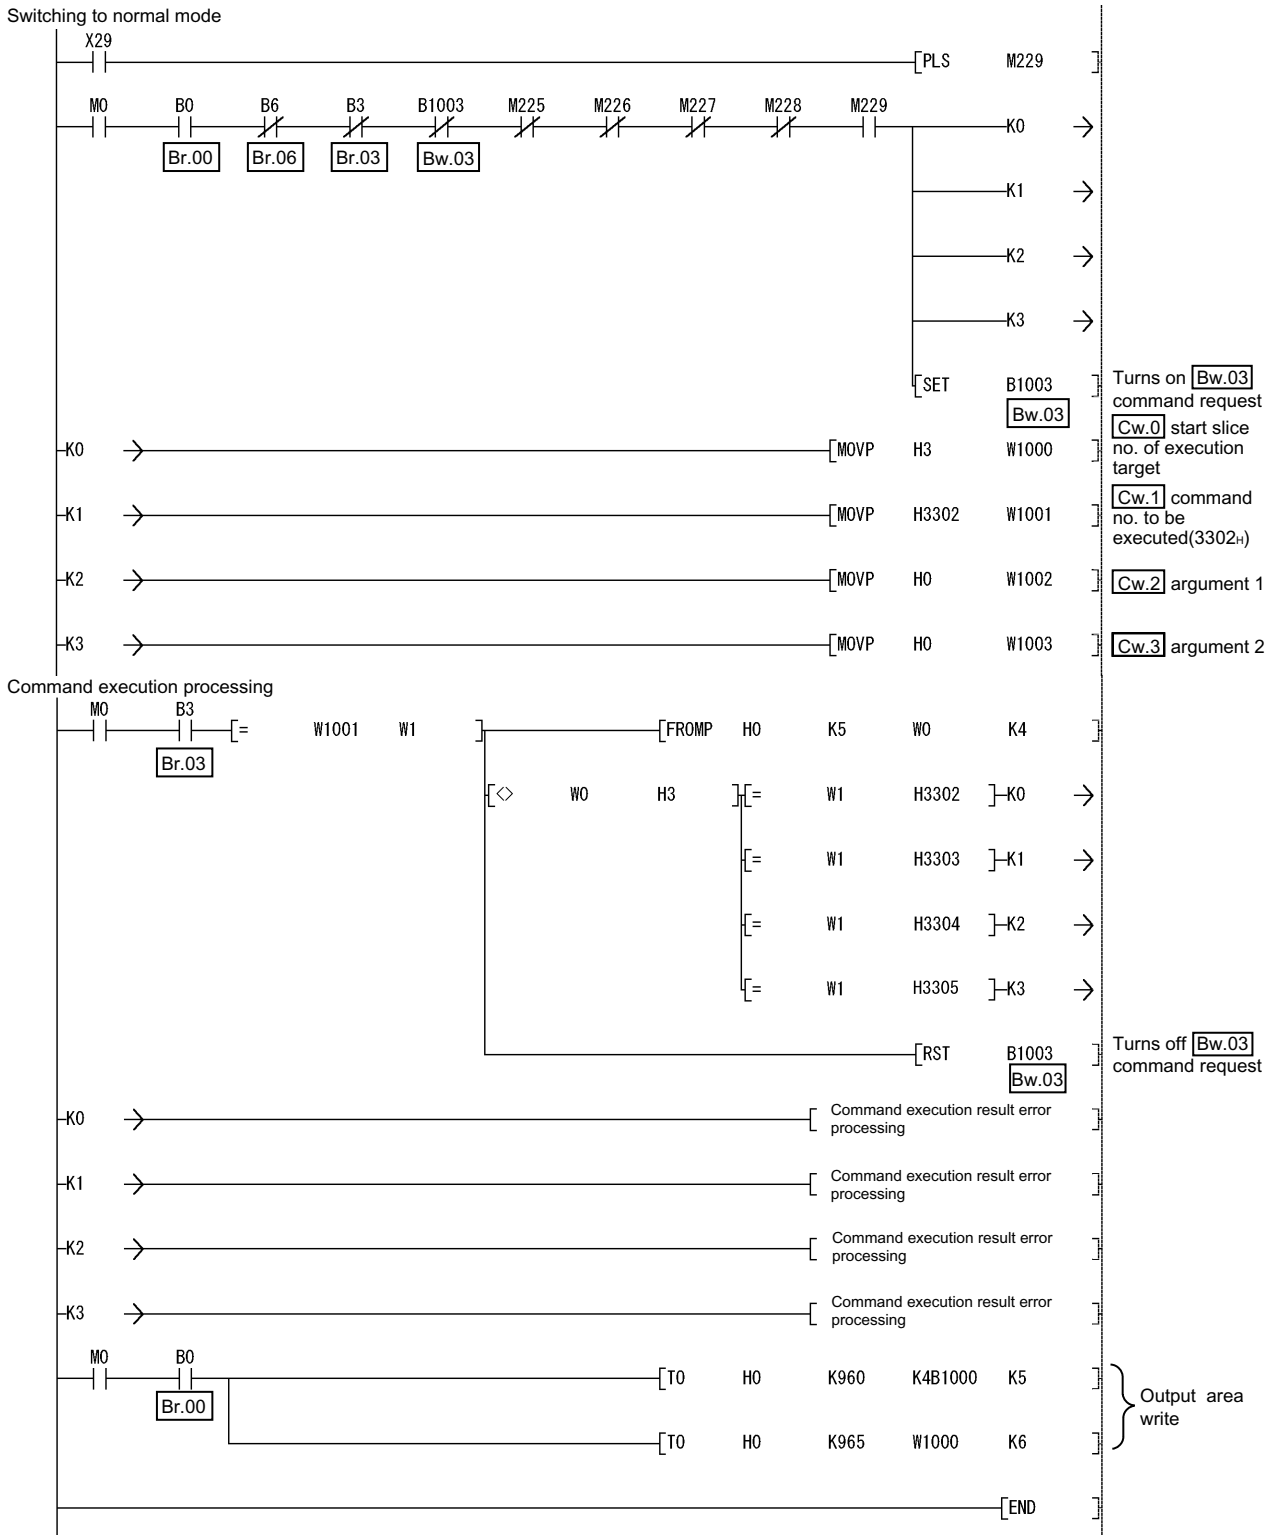 Switching to normal mode
X29
[PLS M229 ]
M0 B0 B6 B3 B1003 M225 M226 M227 M228 M229
K0
Br.00 Br.06 Br.03 Bw.03
K1
K2
K3
[SET B1003 ] Turns on Bw.03
command request
Bw.03
K0 [MOVP H3 W1000 ] Cw.0 start slice
no. of execution
target
K1 [MOVP H3302 W1001 ] Cw.1 command
no. to be
executed(3302H)
K2 [MOVP H0 W1002 ] Cw.2 argument 1
K3 [MOVP H0 W1003 ] Cw.3 argument 2
Command execution processing
M0 B3
[= W1001 W1 ] [FROMP H0 K5 W0 K4 ]
Br.03
[<> W0 H3 ] [= W1 H3302 ] K0
[= W1 H3303 ] K1
[= W1 H3304 ] K2
[= W1 H3305 ] K3
[RST B1003 ] Turns off Bw.03
command request
Bw.03
K0 [ Command execution result error
processing ]
K1 [ Command execution result error
processing ]
K2 [ Command execution result error
processing ]
K3 [ Command execution result error
processing ]
M0 B0
[TO H0 K960 K4B1000 K5 ]
Br.00
Output area
write
[TO H0 K965 W1000 K6 ]
[END ]